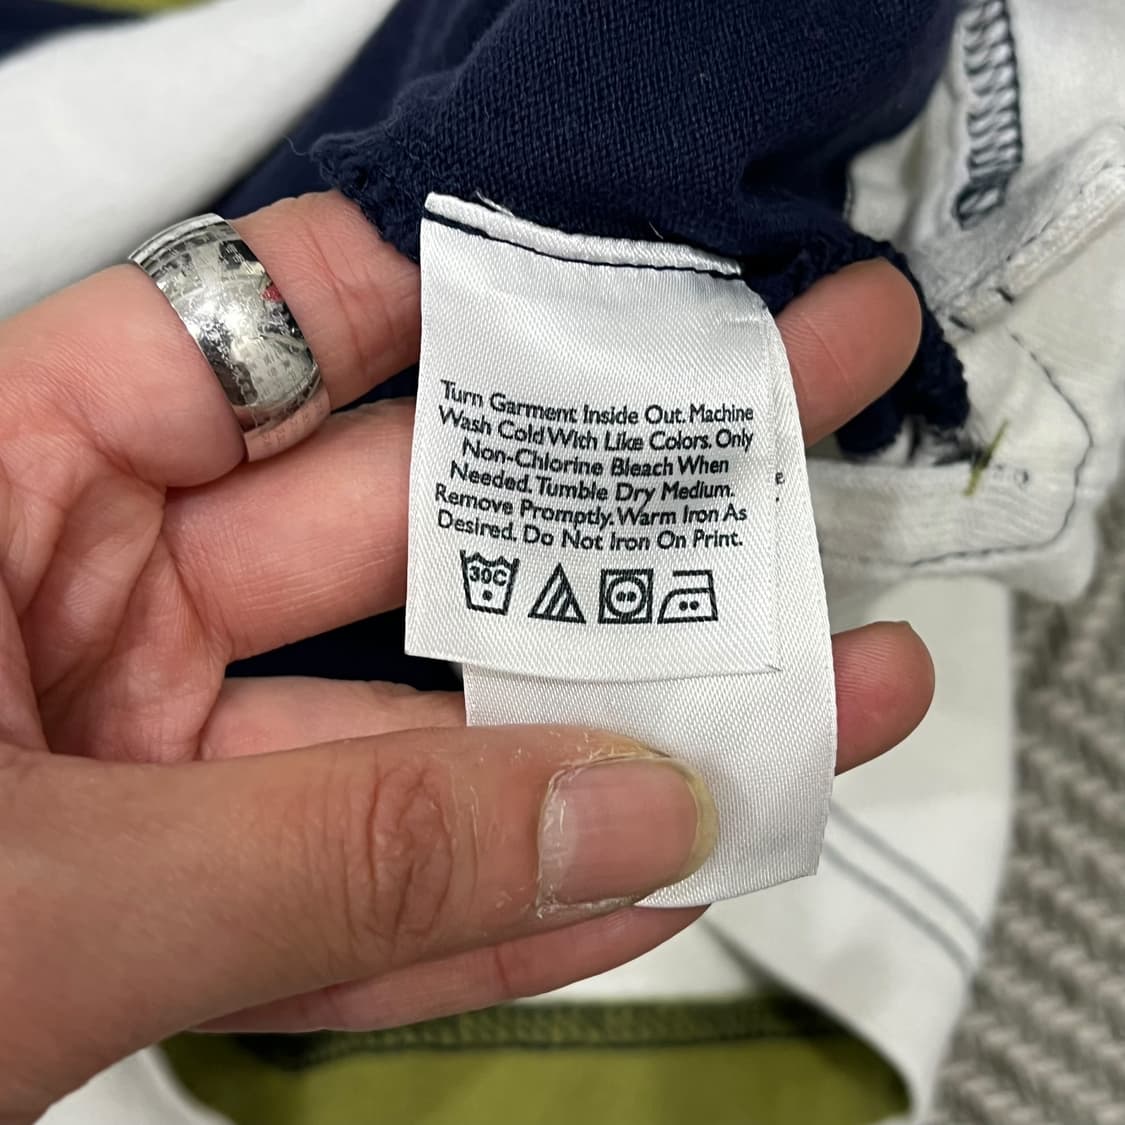 Turn Garment Inside Out. Machine
Wash Cold With Like Colors. Only
Non-Chlorine Bleach When
Needed. Tumble Dry Medium.
Remove Promptly. Warm Iron As
Desired. Do Not Iron On Print.
30C